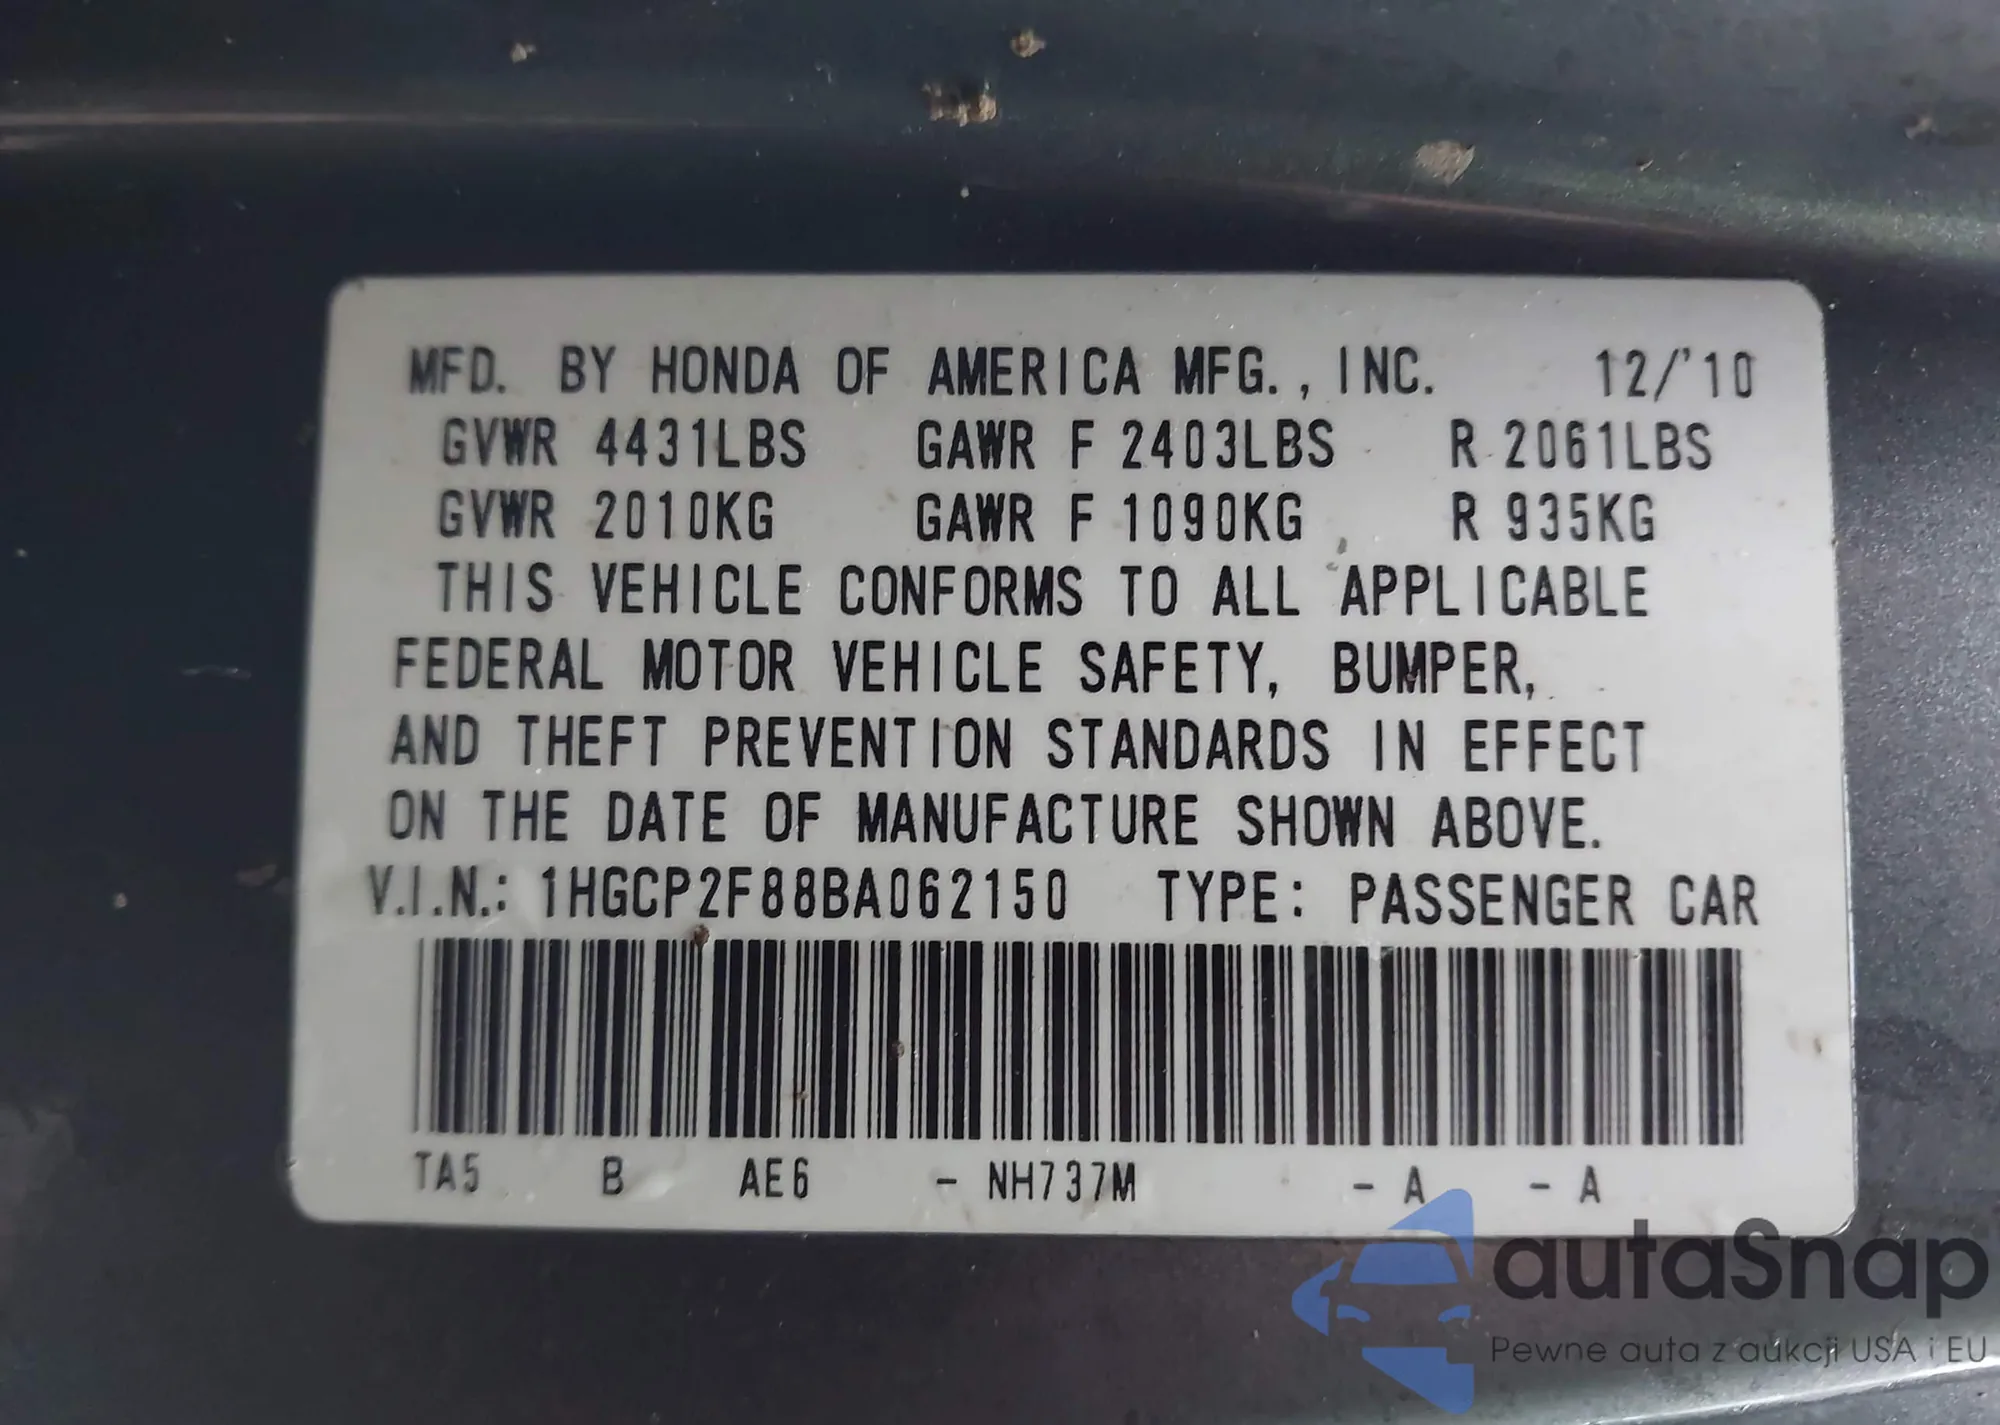 MFD. BY HONDA OF AMERICA MFG., INC. 12/'10
GVWR 4431LBS GAWR F 2403LBS R 2061LBS
GVWR 2010KG GAWR F 1090KG R 935KG
THIS VEHICLE CONFORMS TO ALL APPLICABLE
FEDERAL MOTOR VEHICLE SAFETY, BUMPER,
AND THEFT PREVENTION STANDARDS IN EFFECT
ON THE DATE OF MANUFACTURE SHOWN ABOVE.
V.I.N.: 1HGCP2F88BA062150 TYPE: PASSENGER CAR
TA5 B AE6 - NH737M - A - A
autaSnap
Pewne auta z aukcji USA i EU